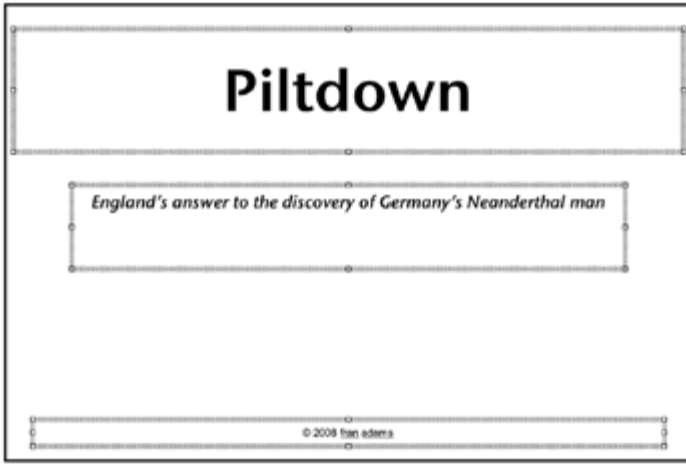 Piltdown
England's answer to the discovery of Germany's Neanderthal man
© 2008 fran adams